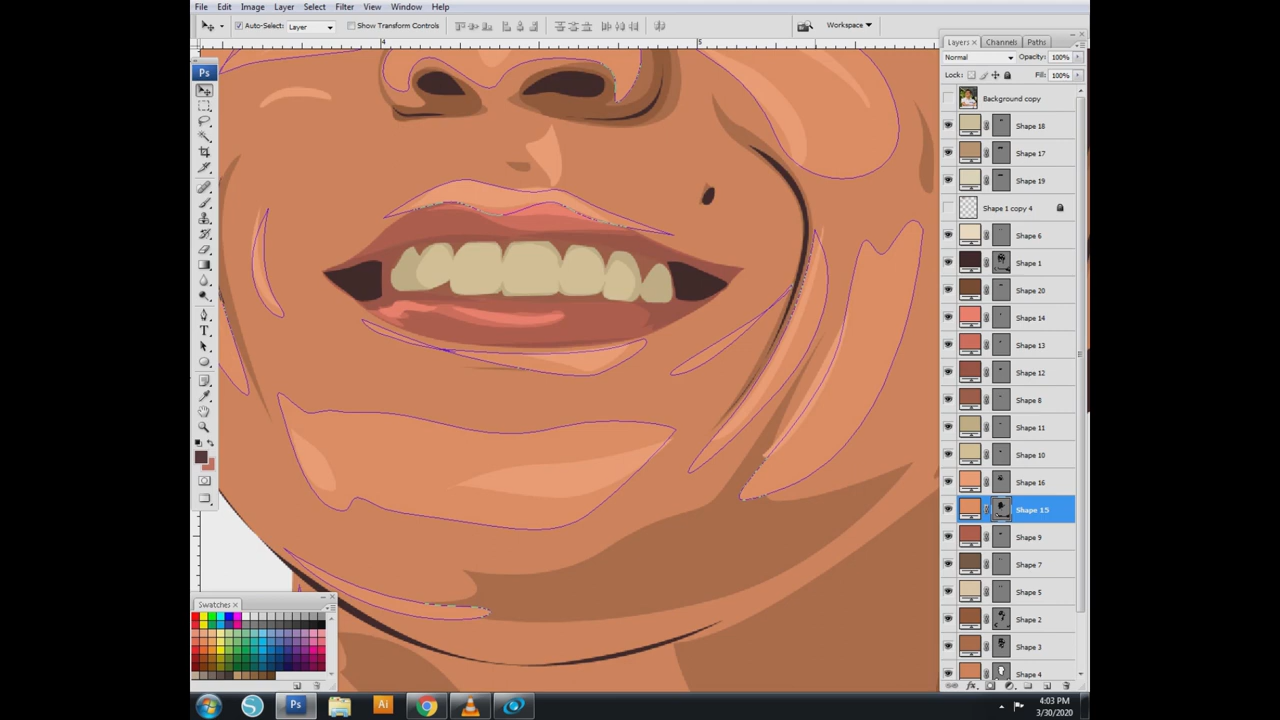 File Edit Image Layer Select Filter View Window Help
Auto-Select: Layer Show Transform Controls Workspace
4 5
Layers Channels Paths
Normal Opacity: 100%
Lock: Fill: 100%
Ps
Background copy
Shape 18
Shape 17
Shape 19
Shape 1 copy 4
Shape 6
Shape 1
Shape 20
Shape 14
Shape 13
Shape 12
Shape 8
Shape 11
Shape 10
Shape 16
Shape 15
Shape 9
Shape 7
Shape 5
Shape 2
Shape 3
Shape 4
T
Swatches
fx
S Ps Ai
4:03 PM
3/30/2020